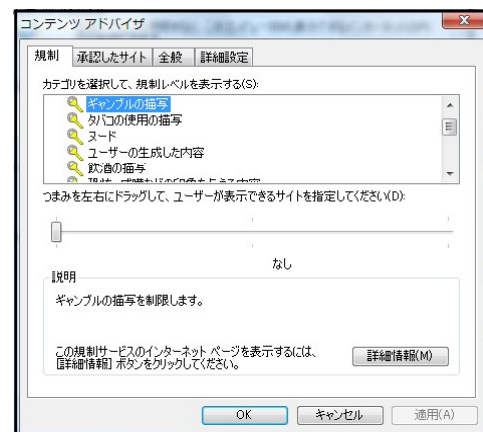 コンテンツ アドバイザ
規制 承認したサイト 全般 詳細設定
カテゴリを選択して、規制レベルを表示する(S):
ギャンブルの描写
タバコの使用の描写
ヌード
ユーザーの生成した内容
飲酒の描写
つまみを左右にドラッグして、ユーザーが表示できるサイトを指定してください(D):
なし
説明
ギャンブルの描写を制限します。
この規制サービスのインターネット ページを表示するには、
[詳細情報] ボタンをクリックしてください。
詳細情報(M)
OK キャンセル 適用(A)